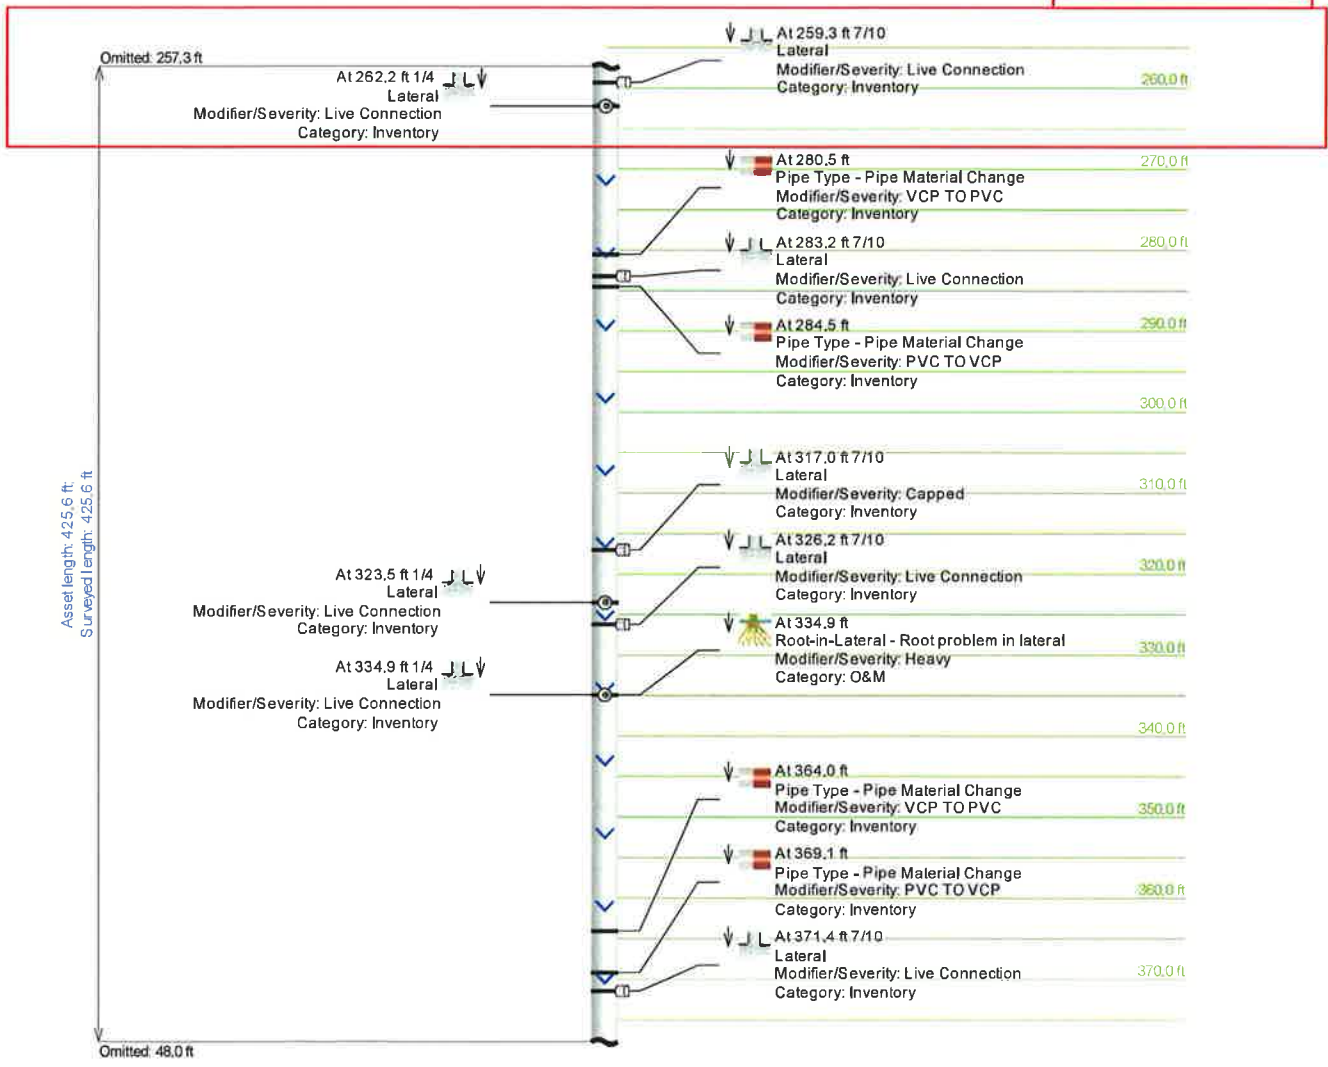 Omitted: 257,3 ft
At 259.3 ft 7/10
Lateral
Modifier/Severity: Live Connection
Category: Inventory
260,0 ft
At 262,2 ft 1/4
Lateral
Modifier/Severity: Live Connection
Category: Inventory
270,0 ft
At 280.5 ft
Pipe Type - Pipe Material Change
Modifier/Severity: VCP TO PVC
Category: Inventory
280,0 ft
At 283,2 ft 7/10
Lateral
Modifier/Severity: Live Connection
Category: Inventory
290.0 ft
At 284,5 ft
Pipe Type - Pipe Material Change
Modifier/Severity: PVC TO VCP
Category: Inventory
300,0 ft
At 317,0 ft 7/10
Lateral
Modifier/Severity: Capped
Category: Inventory
310,0 ft
Asset length: 425,6 ft;
Surveyed length: 425,6 ft
At 326,2 ft 7/10
Lateral
Modifier/Severity: Live Connection
Category: Inventory
320,0 ft
At 323,5 ft 1/4
Lateral
Modifier/Severity: Live Connection
Category: Inventory
At 334,9 ft
Root-in-Lateral - Root problem in lateral
Modifier/Severity: Heavy
Category: O&M
330,0 ft
At 334,9 ft 1/4
Lateral
Modifier/Severity: Live Connection
Category: Inventory
340,0 ft
At 364,0 ft
Pipe Type - Pipe Material Change
Modifier/Severity: VCP TO PVC
Category: Inventory
350,0 ft
At 369,1 ft
Pipe Type - Pipe Material Change
Modifier/Severity: PVC TO VCP
Category: Inventory
360,0 ft
At 371,4 ft 7/10
Lateral
Modifier/Severity: Live Connection
Category: Inventory
370,0 ft
Omitted: 48,0 ft